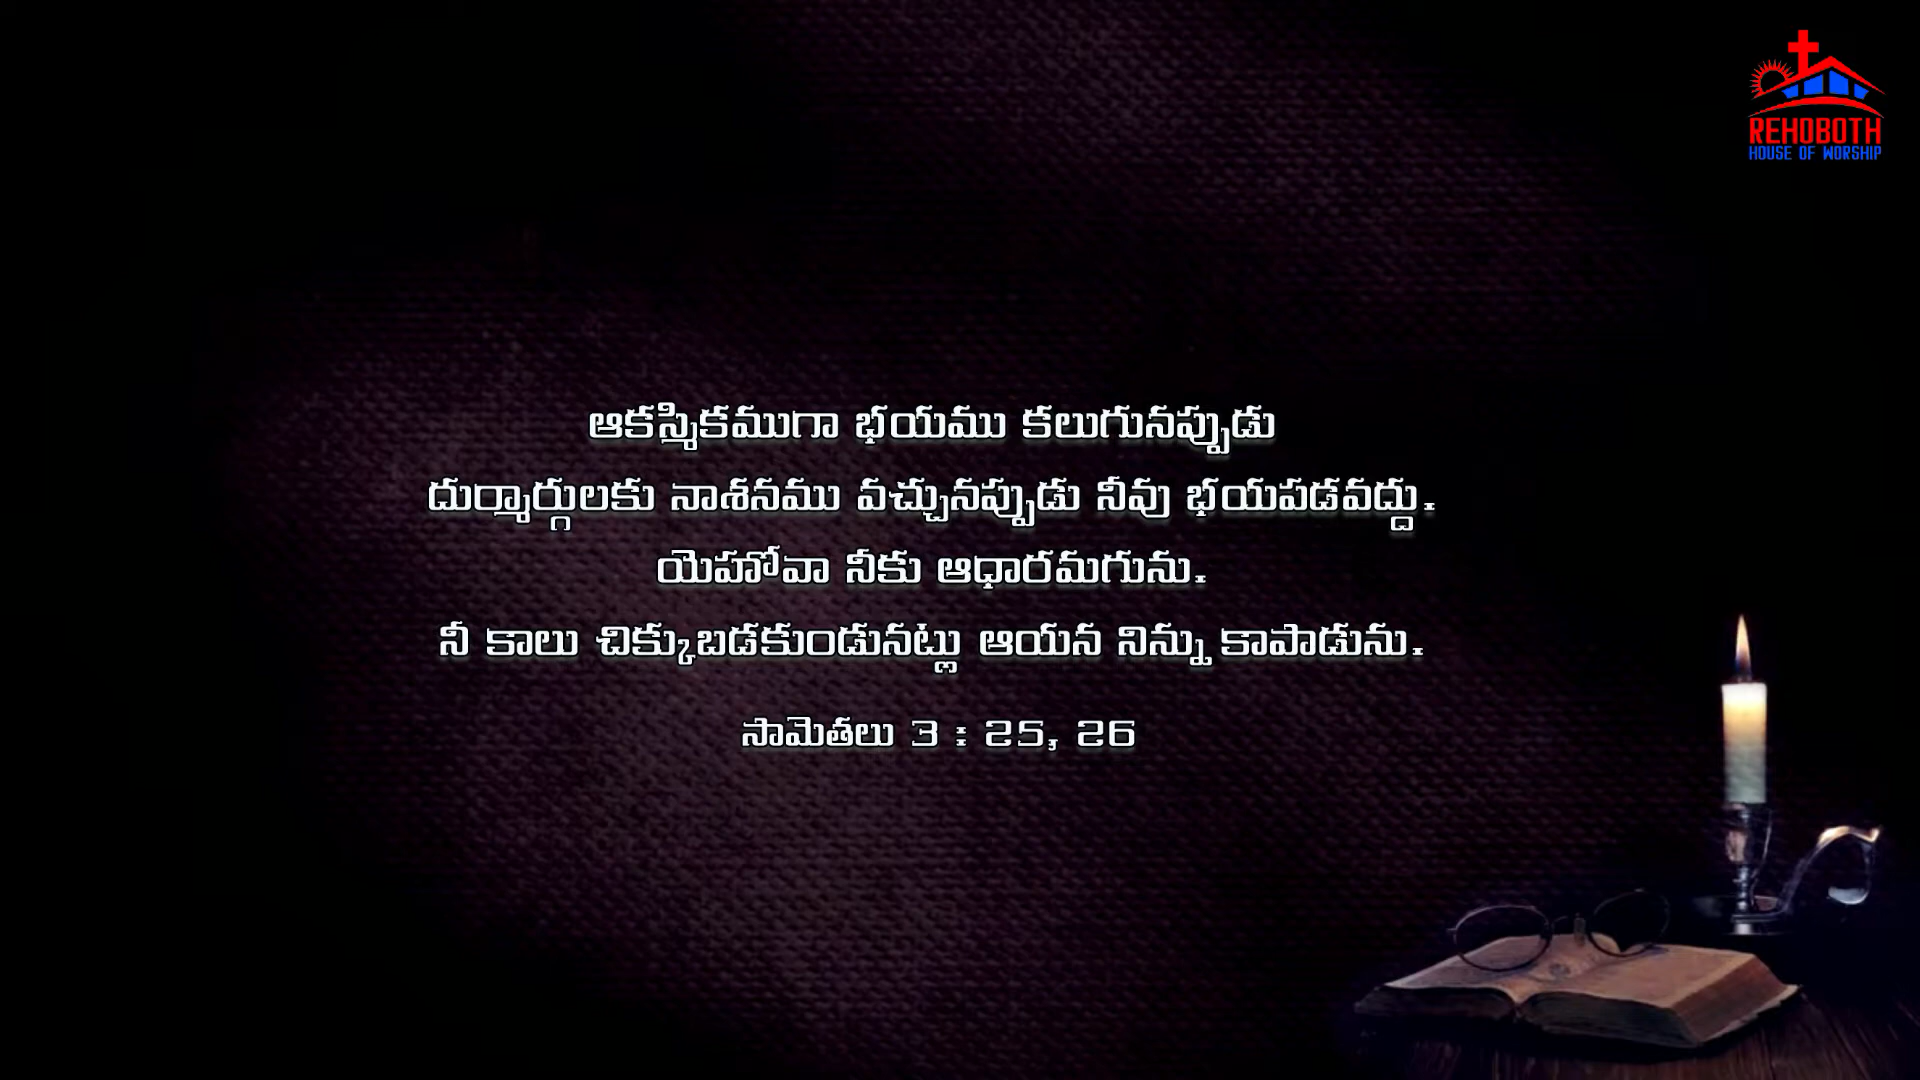 REHOBOTH
HOUSE OF WORSHIP
ఆకస్మికముగా భయము కలుగునప్పుడు
దుర్మార్గులకు నాశనము వచ్చునప్పుడు నీవు భయపడవద్దు.
యెహోవా నీకు ఆధారమగును.
నీ కాలు చిక్కుబడకుండునట్లు ఆయన నిన్ను కాపాడును.
సామెతలు 3 : 25, 26